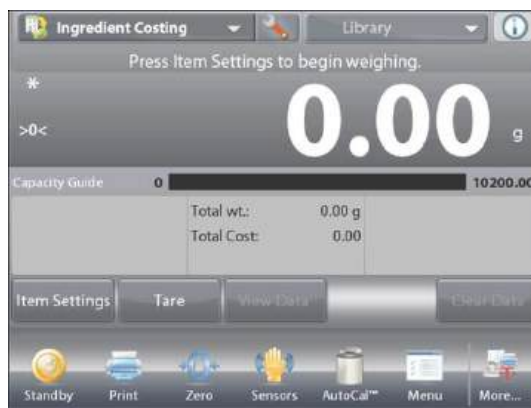 Ingredient Costing Library
Press Item Settings to begin weighing.
*
>0< 0.00 g
Capacity Guide 0 10200.00
Total wt.: 0.00 g
Total Cost: 0.00
Item Settings Tare View Data Clear Data
Standby Print Zero Sensors AutoCal™ Menu More...